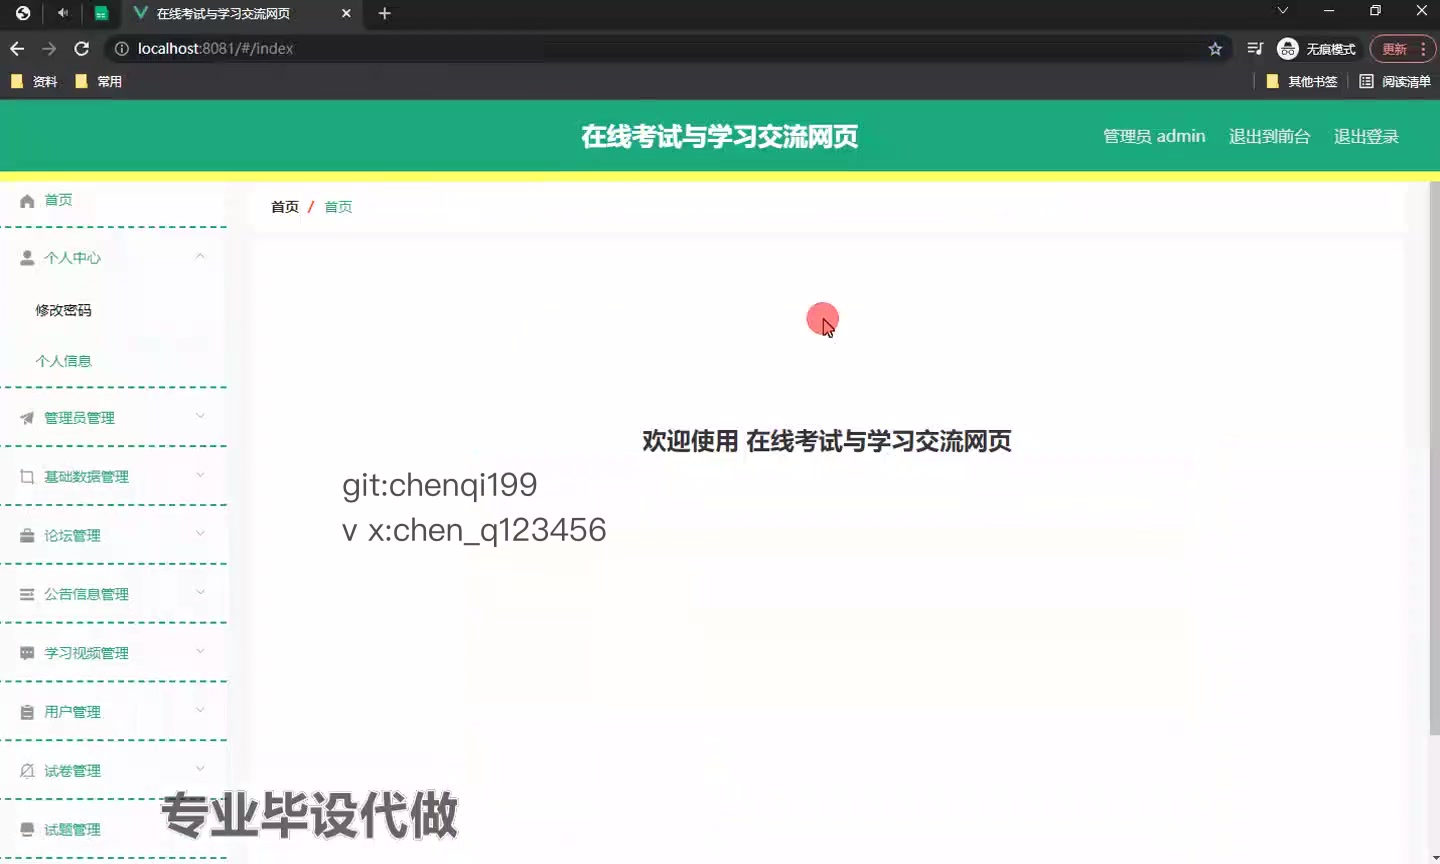 在线考试与学习交流网页
localhost:8081/#/index
无痕模式
更新
资料
常用
其他书签
阅读清单
在线考试与学习交流网页
管理员 admin
退出到前台
退出登录
首页
首页 / 首页
个人中心
修改密码
个人信息
管理员管理
欢迎使用 在线考试与学习交流网页
基础数据管理
git:chenqi199
v x:chen_q123456
论坛管理
公告信息管理
学习视频管理
用户管理
试卷管理
专业毕设代做
试题管理